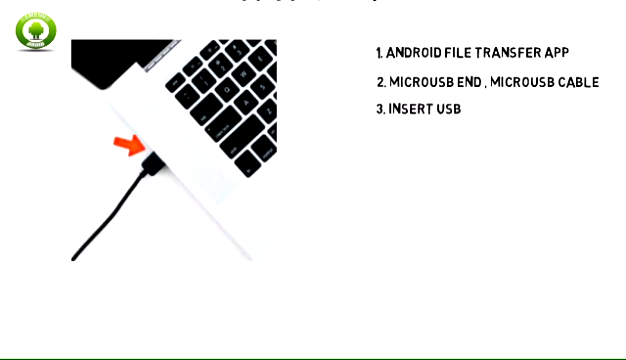 1. ANDROID FILE TRANSFER APP
2. MICROUSB END , MICROUSB CABLE
3. INSERT USB